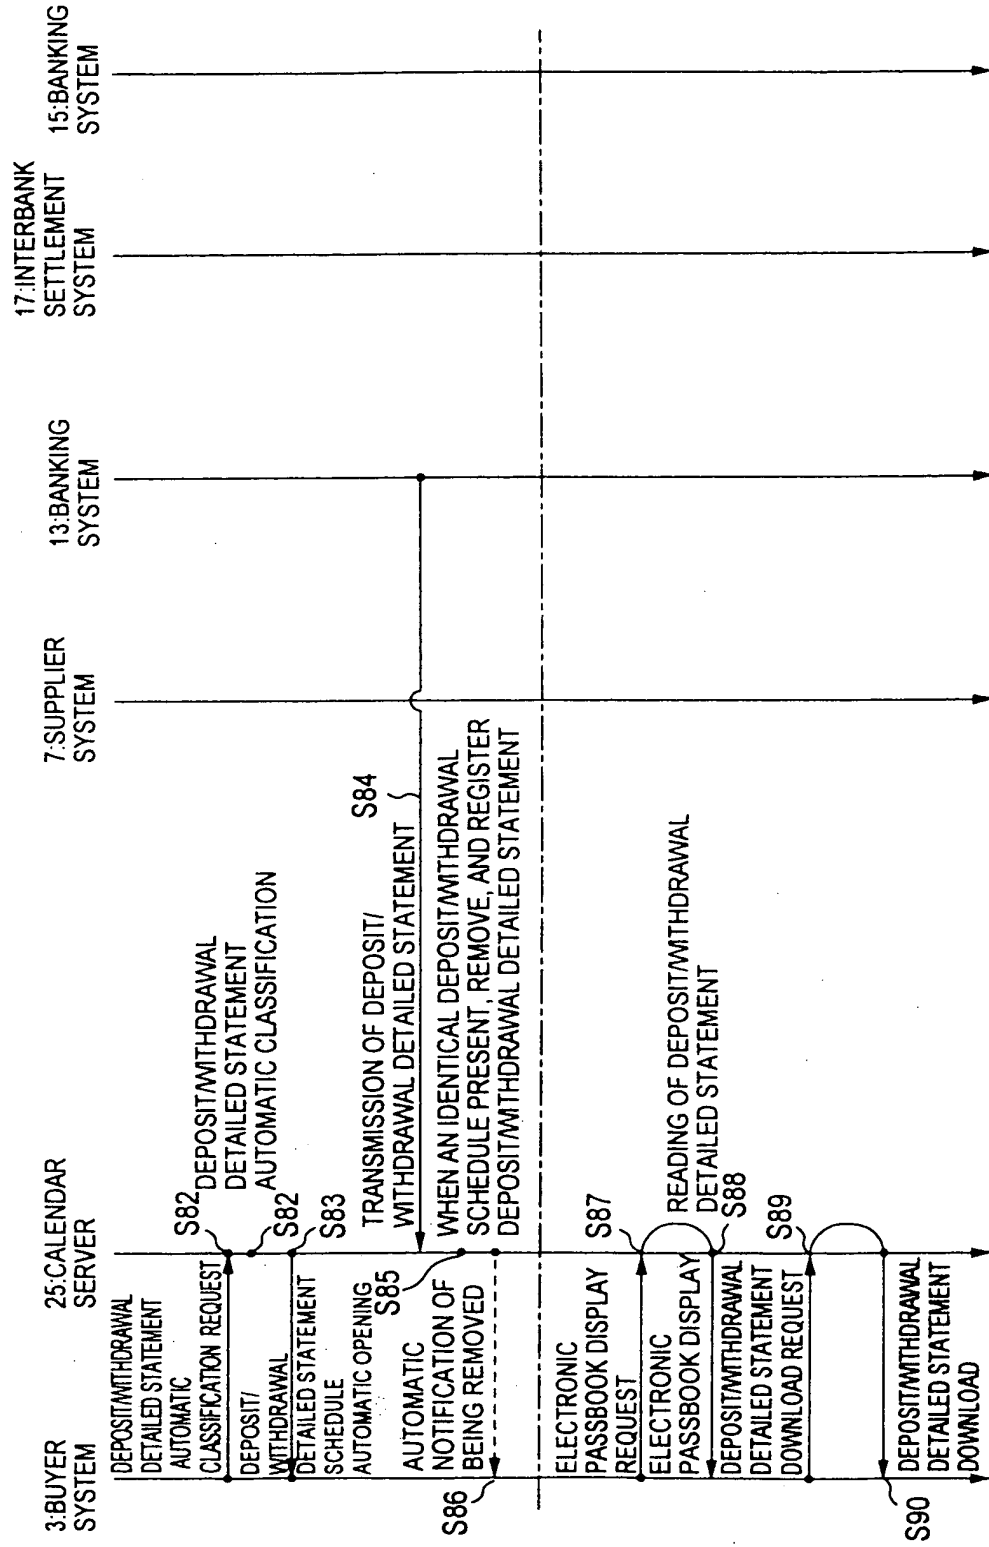 3:BUYER
SYSTEM
25:CALENDAR
SERVER
7:SUPPLIER
SYSTEM
13:BANKING
SYSTEM
17:INTERBANK
SETTLEMENT
SYSTEM
15:BANKING
SYSTEM
DEPOSIT/WITHDRAWAL
DETAILED STATEMENT
AUTOMATIC
CLASSIFICATION REQUEST
S82
DEPOSIT/WITHDRAWAL
DETAILED STATEMENT
AUTOMATIC CLASSIFICATION
S82
DEPOSIT/
WITHDRAWAL
DETAILED STATEMENT
SCHEDULE
AUTOMATIC OPENING
S83
TRANSMISSION OF DEPOSIT/
WITHDRAWAL DETAILED STATEMENT
S84
S85
WHEN AN IDENTICAL DEPOSIT/WITHDRAWAL
SCHEDULE PRESENT, REMOVE, AND REGISTER
DEPOSIT/WITHDRAWAL DETAILED STATEMENT
AUTOMATIC
NOTIFICATION OF
BEING REMOVED
S86
ELECTRONIC
PASSBOOK DISPLAY
REQUEST
S87
READING OF DEPOSIT/WITHDRAWAL
DETAILED STATEMENT
ELECTRONIC
PASSBOOK DISPLAY
S88
DEPOSIT/WITHDRAWAL
DETAILED STATEMENT
DOWNLOAD REQUEST
S89
DEPOSIT/WITHDRAWAL
DETAILED STATEMENT
DOWNLOAD
S90